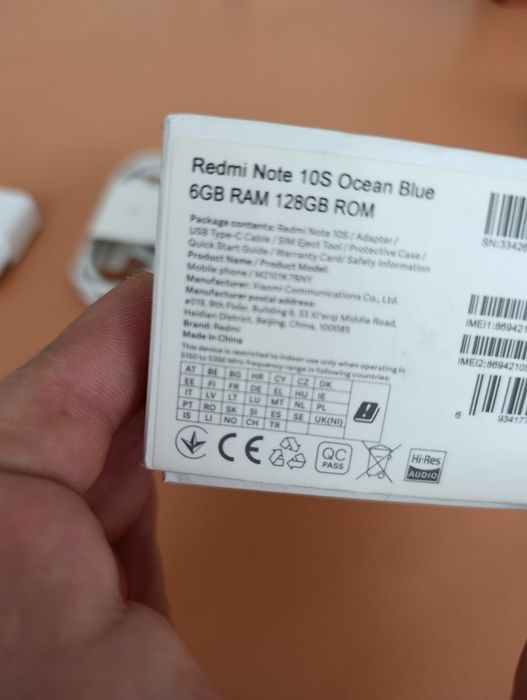 Redmi Note 10S Ocean Blue
6GB RAM 128GB ROM
Package contents: Redmi Note 10S / Adapter /
USB Type-C Cable / SIM Eject Tool / Protective Case /
Quick Start Guide / Warranty Card/ Safety Information
Product Name / Product Model:
Mobile phone / M2101K7BNY
Manufacturer: Xiaomi Communications Co., Ltd.
Manufacturer postal address:
#019, 9th Floor, Building 6, 33 Xi'erqi Middle Road,
Haidian District, Beijing, China, 100085
Brand: Redmi
Made in China
This device is restricted to indoor use only when operating in
5150 to 5350 MHz frequency range in following countries:
AT BE BG HR CY CZ DK
EE FI FR DE EL HU IE
IT LV LT LU MT NL PL
PT RO SK SI ES SE UK(NI)
IS LI NO CH TR
CE
QC
PASS
Hi-Res
AUDIO
SN:33426
IMEI1:869421
IMEI2:86942105
6 934177